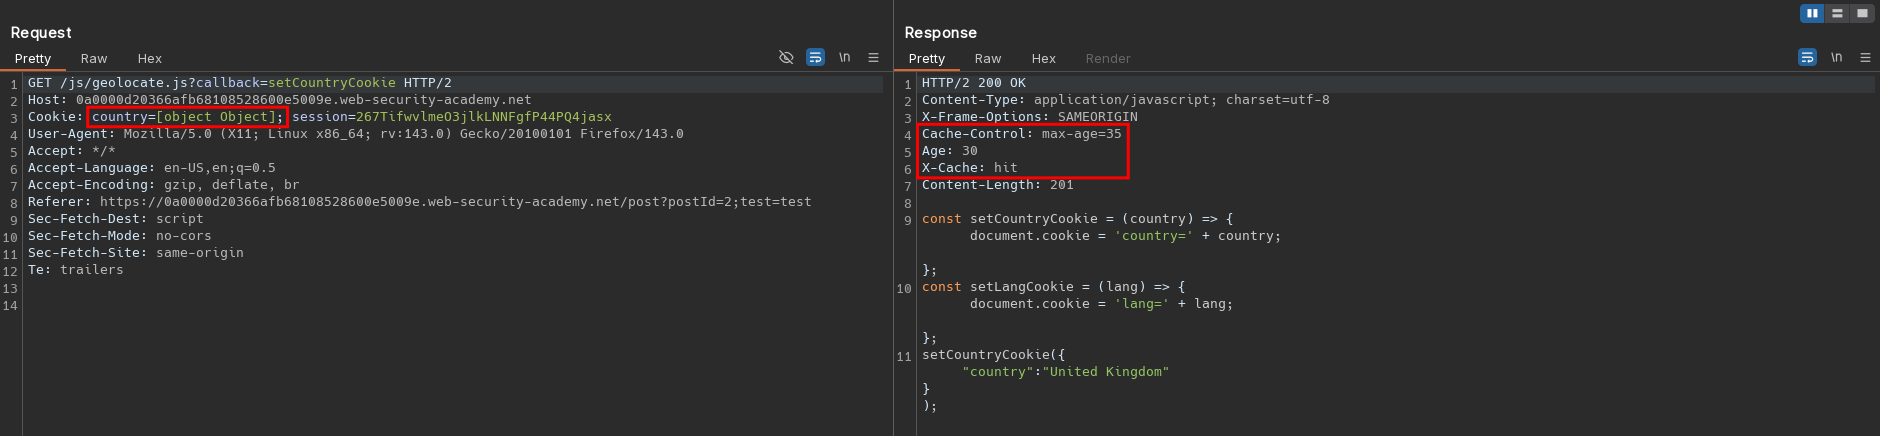 Request
Pretty Raw Hex \n
1 GET /js/geolocate.js?callback=setCountryCookie HTTP/2
2 Host: 0a0000d20366afb68108528600e5009e.web-security-academy.net
3 Cookie: country=[object Object]; session=267Tifwvlme03jlkLNNFgfP44PQ4jasx
4 User-Agent: Mozilla/5.0 (X11; Linux x86_64; rv:143.0) Gecko/20100101 Firefox/143.0
5 Accept: */*
6 Accept-Language: en-US,en;q=0.5
7 Accept-Encoding: gzip, deflate, br
8 Referer: https://0a0000d20366afb68108528600e5009e.web-security-academy.net/post?postId=2;test=test
9 Sec-Fetch-Dest: script
10 Sec-Fetch-Mode: no-cors
11 Sec-Fetch-Site: same-origin
12 Te: trailers
13
14
Response
Pretty Raw Hex Render \n
1 HTTP/2 200 OK
2 Content-Type: application/javascript; charset=utf-8
3 X-Frame-Options: SAMEORIGIN
4 Cache-Control: max-age=35
5 Age: 30
6 X-Cache: hit
7 Content-Length: 201
8
9 const setCountryCookie = (country) => {
document.cookie = 'country=' + country;
};
10 const setLangCookie = (lang) => {
document.cookie = 'lang=' + lang;
};
11 setCountryCookie({
"country":"United Kingdom"
}
);